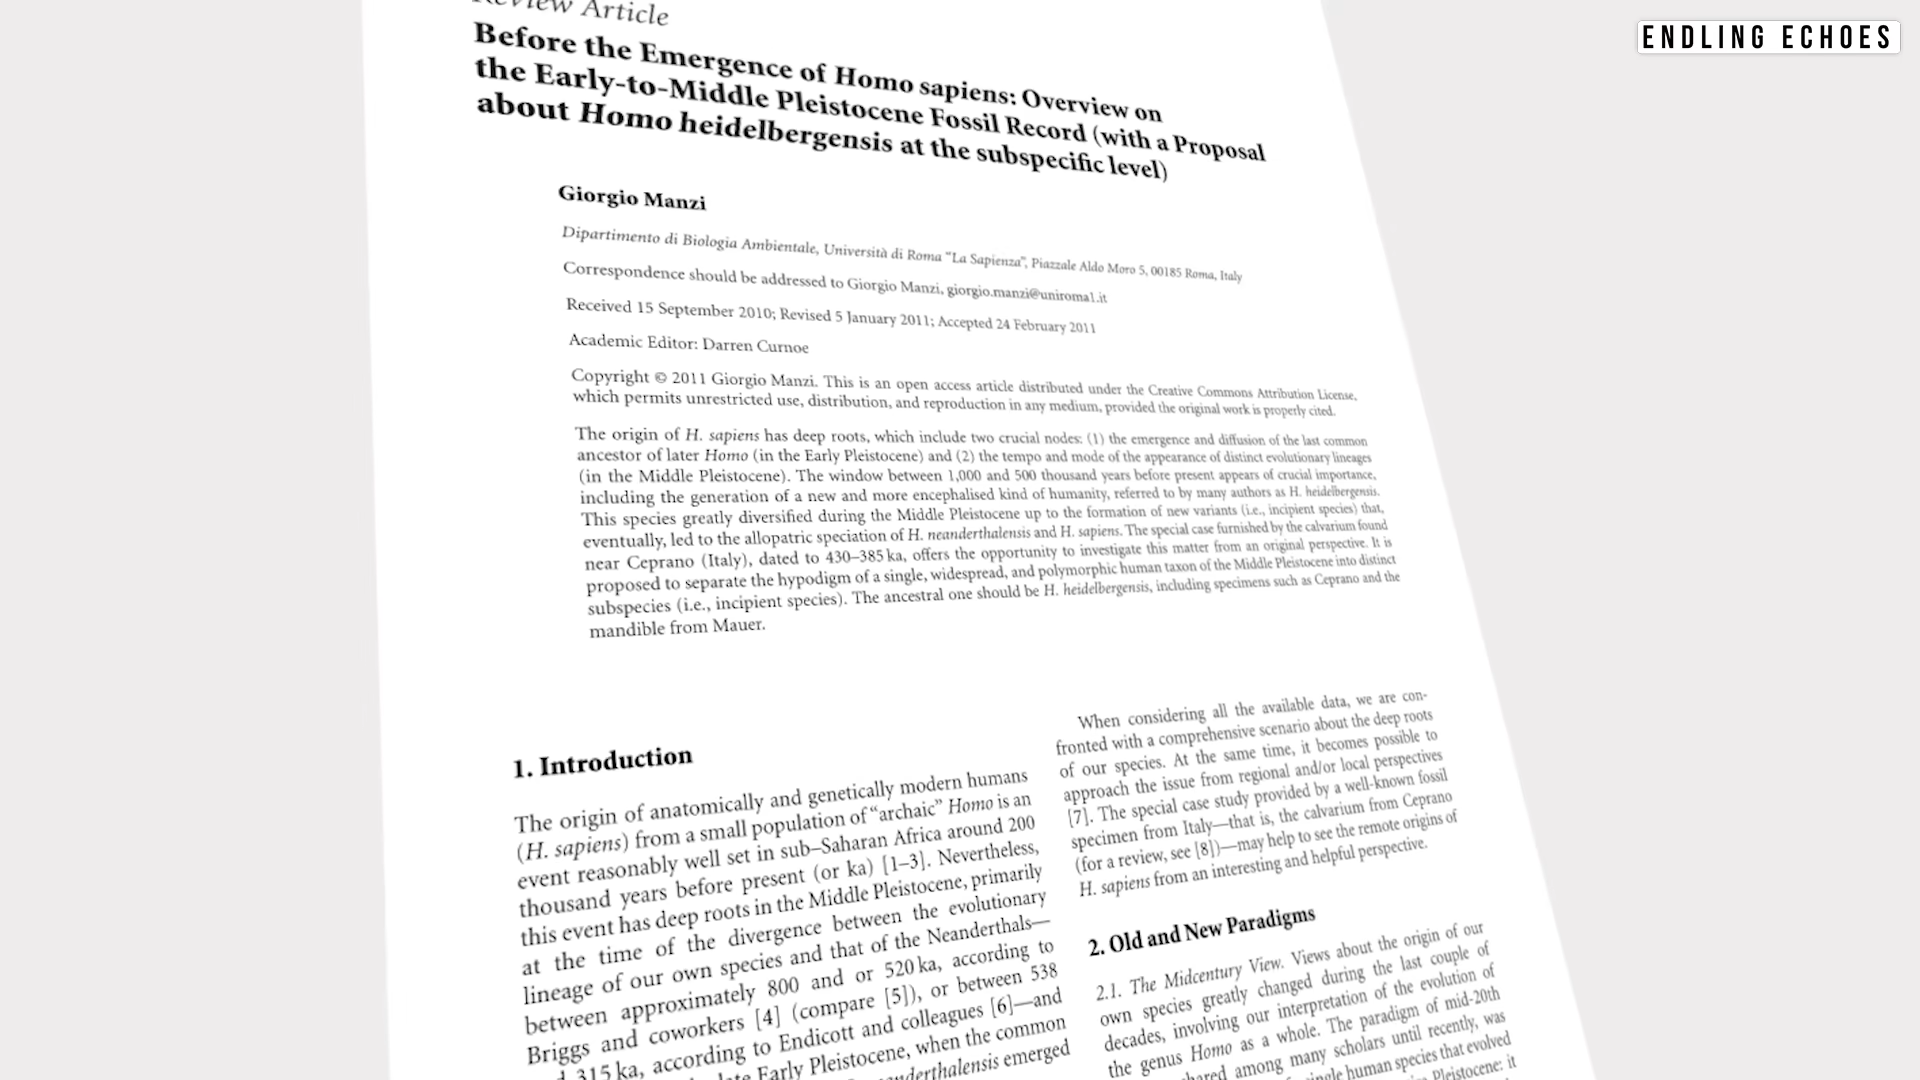 ENDLING ECHOES
Review Article
Before the Emergence of Homo sapiens: Overview on
the Early-to-Middle Pleistocene Fossil Record (with a Proposal
about Homo heidelbergensis at the subspecific level)
Giorgio Manzi
Dipartimento di Biologia Ambientale, Università di Roma “La Sapienza”, Piazzale Aldo Moro 5, 00185 Roma, Italy
Correspondence should be addressed to Giorgio Manzi, giorgio.manzi@uniroma1.it
Received 15 September 2010; Revised 5 January 2011; Accepted 24 February 2011
Academic Editor: Darren Curnoe
Copyright © 2011 Giorgio Manzi. This is an open access article distributed under the Creative Commons Attribution License,
which permits unrestricted use, distribution, and reproduction in any medium, provided the original work is properly cited.
The origin of H. sapiens has deep roots, which include two crucial nodes: (1) the emergence and diffusion of the last common
ancestor of later Homo (in the Early Pleistocene) and (2) the tempo and mode of the appearance of distinct evolutionary lineages
(in the Middle Pleistocene). The window between 1,000 and 500 thousand years before present appears of crucial importance,
including the generation of a new and more encephalised kind of humanity, referred to by many authors as H. heidelbergensis.
This species greatly diversified during the Middle Pleistocene up to the formation of new variants (i.e., incipient species) that,
eventually, led to the allopatric speciation of H. neanderthalensis and H. sapiens. The special case furnished by the calvarium found
near Ceprano (Italy), dated to 430–385 ka, offers the opportunity to investigate this matter from an original perspective. It is
proposed to separate the hypodigm of a single, widespread, and polymorphic human taxon of the Middle Pleistocene into distinct
subspecies (i.e., incipient species). The ancestral one should be H. heidelbergensis, including specimens such as Ceprano and the
mandible from Mauer.
1. Introduction
The origin of anatomically and genetically modern humans
(H. sapiens) from a small population of “archaic” Homo is an
event reasonably well set in sub–Saharan Africa around 200
thousand years before present (or ka) [1–3]. Nevertheless,
this event has deep roots in the Middle Pleistocene, primarily
at the time of the divergence between the evolutionary
lineage of our own species and that of the Neanderthals—
between approximately 800 and or 520 ka, according to
Briggs and coworkers [4] (compare [5]), or between 538
315 ka, according to Endicott and colleagues [6]—and
Early Pleistocene, when the common
emerged
When considering all the available data, we are con-
fronted with a comprehensive scenario about the deep roots
of our species. At the same time, it becomes possible to
approach the issue from regional and/or local perspectives
[7]. The special case study provided by a well-known fossil
specimen from Italy—that is, the calvarium from Ceprano
(for a review, see [8])—may help to see the remote origins of
H. sapiens from an interesting and helpful perspective.
2. Old and New Paradigms
2.1. The Midcentury View. Views about the origin of our
own species greatly changed during the last couple of
decades, involving our interpretation of the evolution of
the genus Homo as a whole. The paradigm of mid-20th
among many scholars until recently, was
human species that evolved
Pleistocene: it